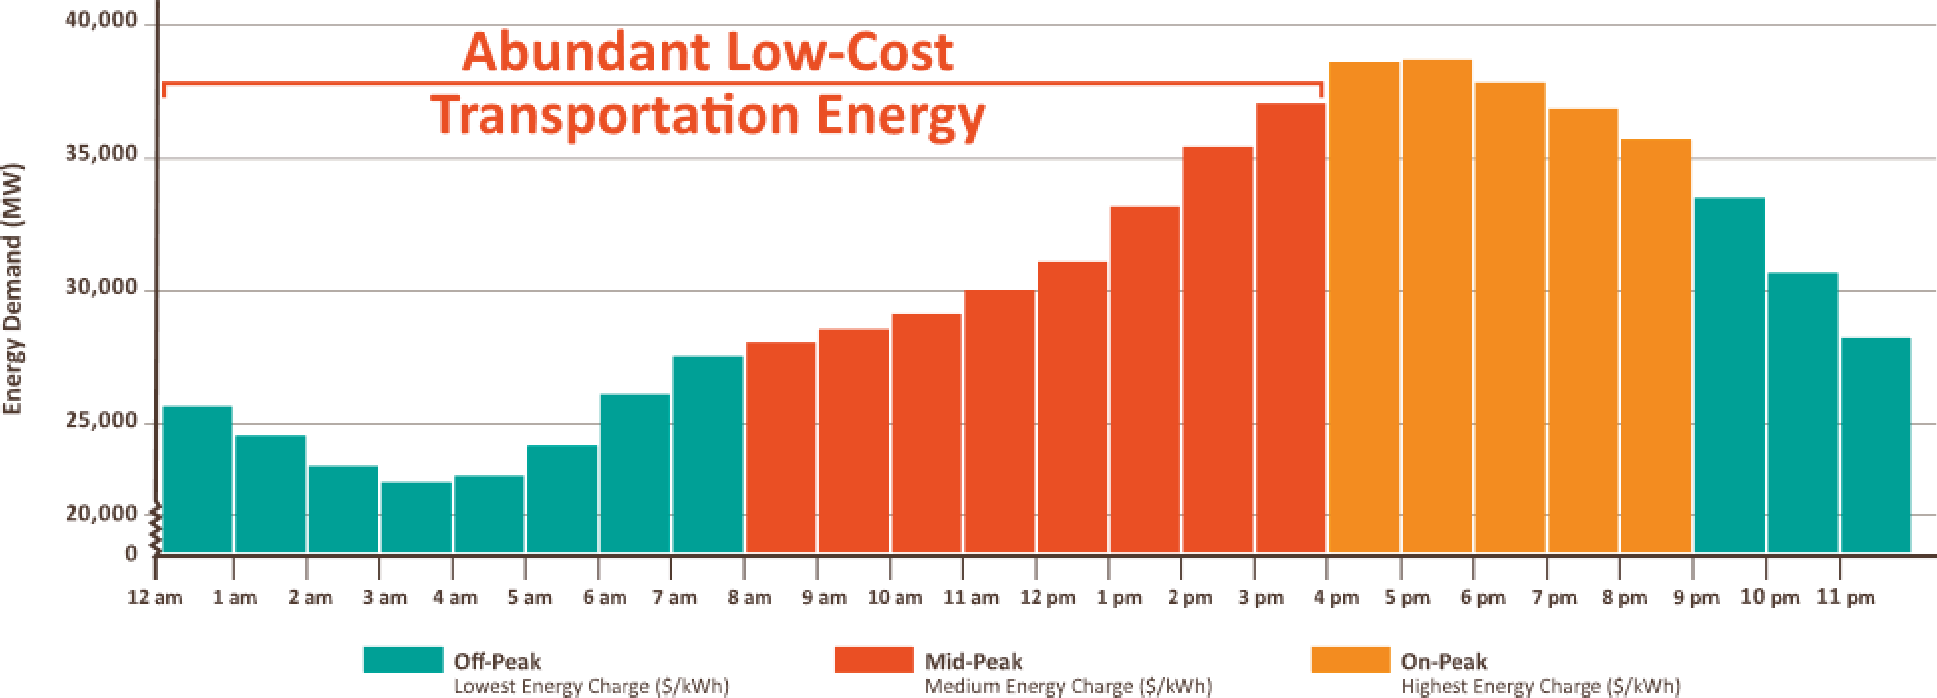 Abundant Low-Cost
Transportation Energy
Energy Demand (MW)
40,000
35,000
30,000
25,000
20,000
0
12 am 1 am 2 am 3 am 4 am 5 am 6 am 7 am 8 am 9 am 10 am 11 am 12 pm 1 pm 2 pm 3 pm 4 pm 5 pm 6 pm 7 pm 8 pm 9 pm 10 pm 11 pm
Off-Peak
Lowest Energy Charge ($/kWh)
Mid-Peak
Medium Energy Charge ($/kWh)
On-Peak
Highest Energy Charge ($/kWh)